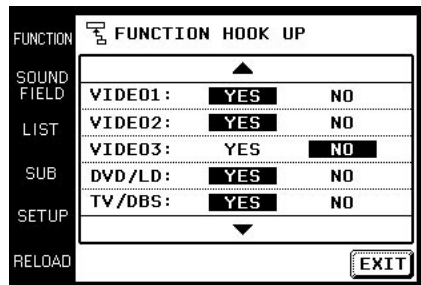 FUNCTION
SOUND
FIELD
LIST
SUB
SETUP
RELOAD
FUNCTION HOOK UP
VIDEO1: YES NO
VIDEO2: YES NO
VIDEO3: YES NO
DVD/LD: YES NO
TV/DBS: YES NO
EXIT